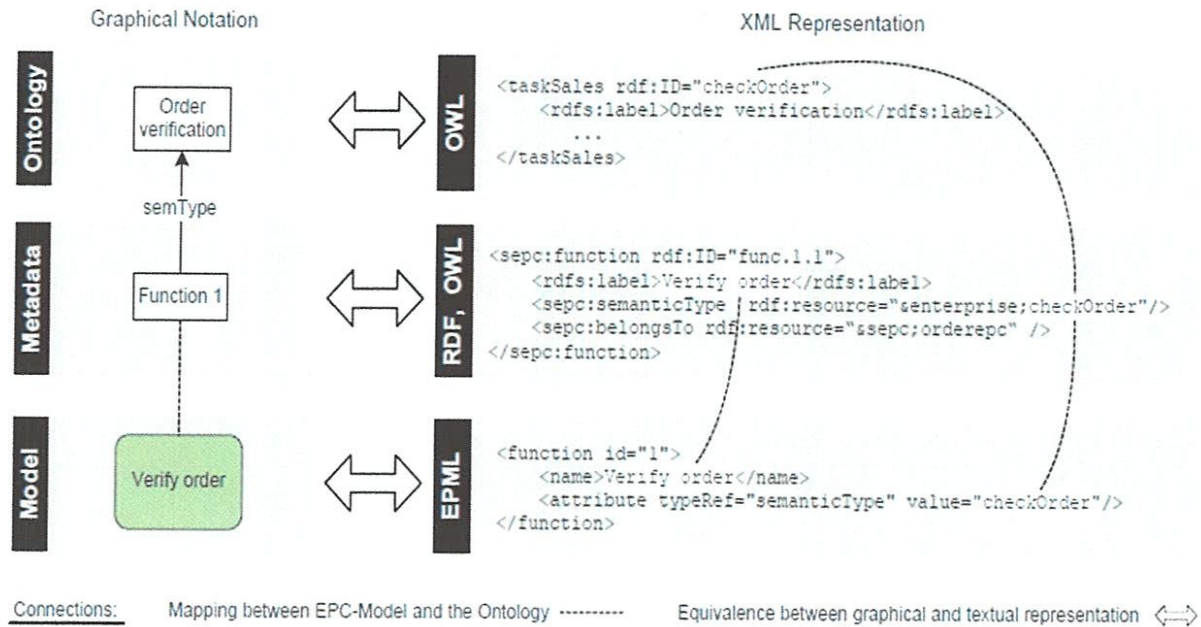 Graphical Notation
XML Representation
Ontology
Order
verification
OWL
<taskSales rdf:ID="checkOrder">
<rdfs:label>Order verification</rdfs:label>
...
</taskSales>
semType
Metadata
Function 1
RDF, OWL
<sepc:function rdf:ID="func.1.1">
<rdfs:label>Verify order</rdfs:label>
<sepc:semanticType rdf:resource="&enterprise;checkOrder"/>
<sepc:belongsTo rdf:resource="&sepc;orderepc" />
</sepc:function>
Model
Verify order
EPML
<function id="1">
<name>Verify order</name>
<attribute typeRef="semanticType" value="checkOrder"/>
</function>
Connections:
Mapping between EPC-Model and the Ontology
Equivalence between graphical and textual representation